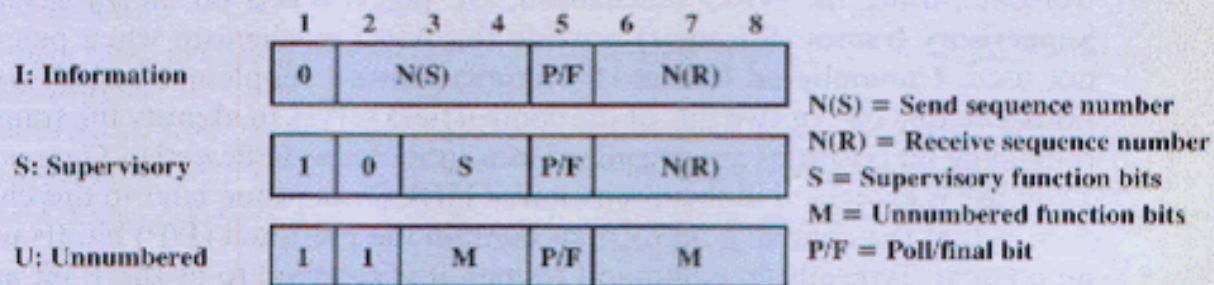 1 2 3 4 5 6 7 8
I: Information 0 N(S) P/F N(R)
N(S) = Send sequence number
N(R) = Receive sequence number
S: Supervisory 1 0 S P/F N(R)
S = Supervisory function bits
M = Unnumbered function bits
U: Unnumbered 1 1 M P/F M
P/F = Poll/final bit